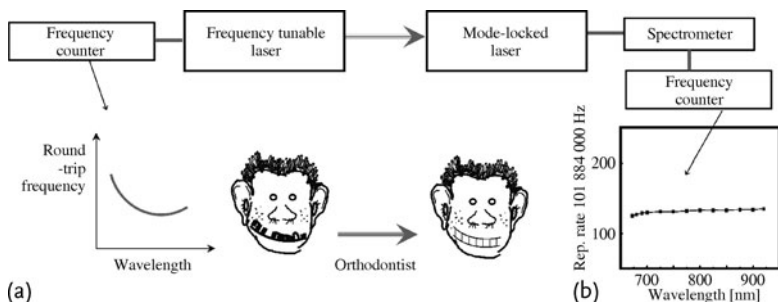 Frequency
counter
Frequency tunable
laser
Mode-locked
laser
Spectrometer
Frequency
counter
Round
-trip
frequency
Wavelength
Orthodontist
Rep. rate 101 884 000 Hz
200
100
700
800
900
Wavelength [nm]
(a)
(b)